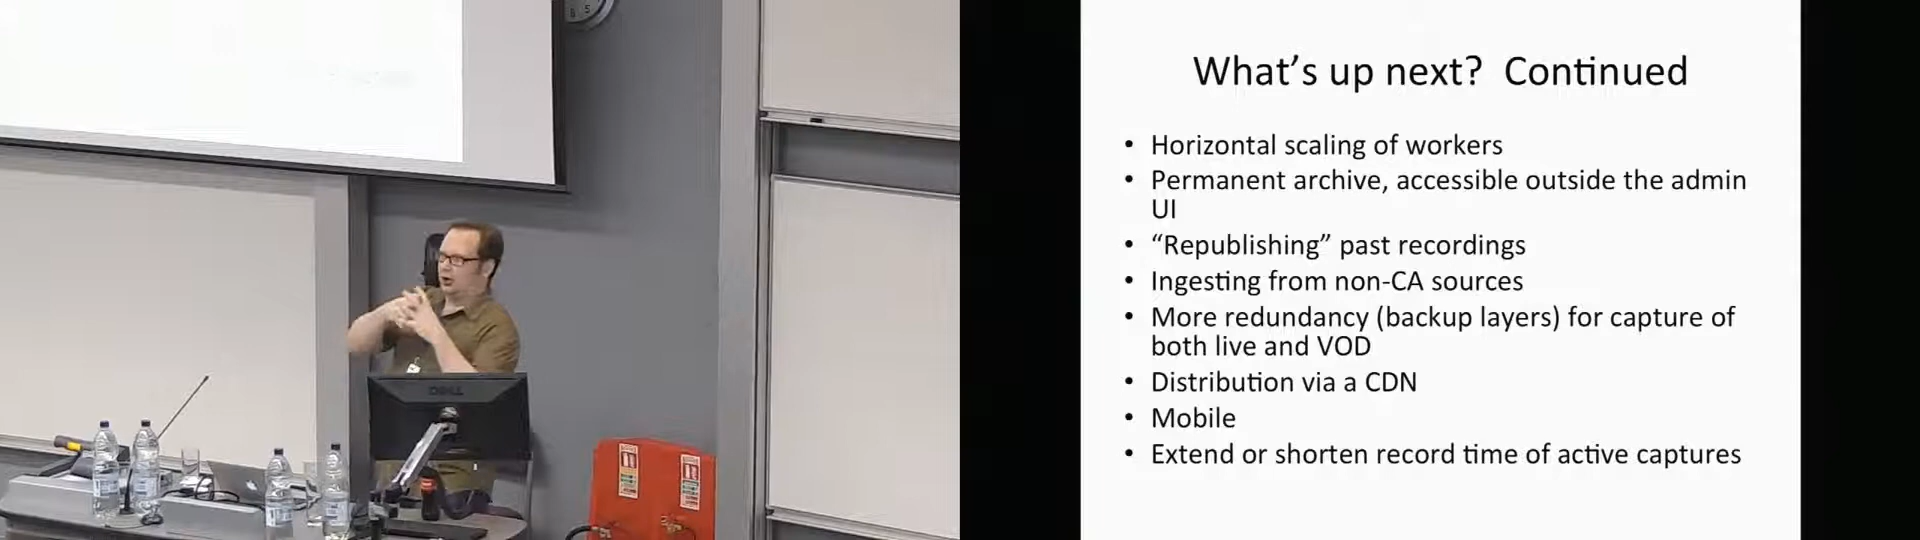 What's up next? Continued
• Horizontal scaling of workers
• Permanent archive, accessible outside the admin
UI
• “Republishing” past recordings
• Ingesting from non-CA sources
• More redundancy (backup layers) for capture of
both live and VOD
• Distribution via a CDN
• Mobile
• Extend or shorten record time of active captures
DELL